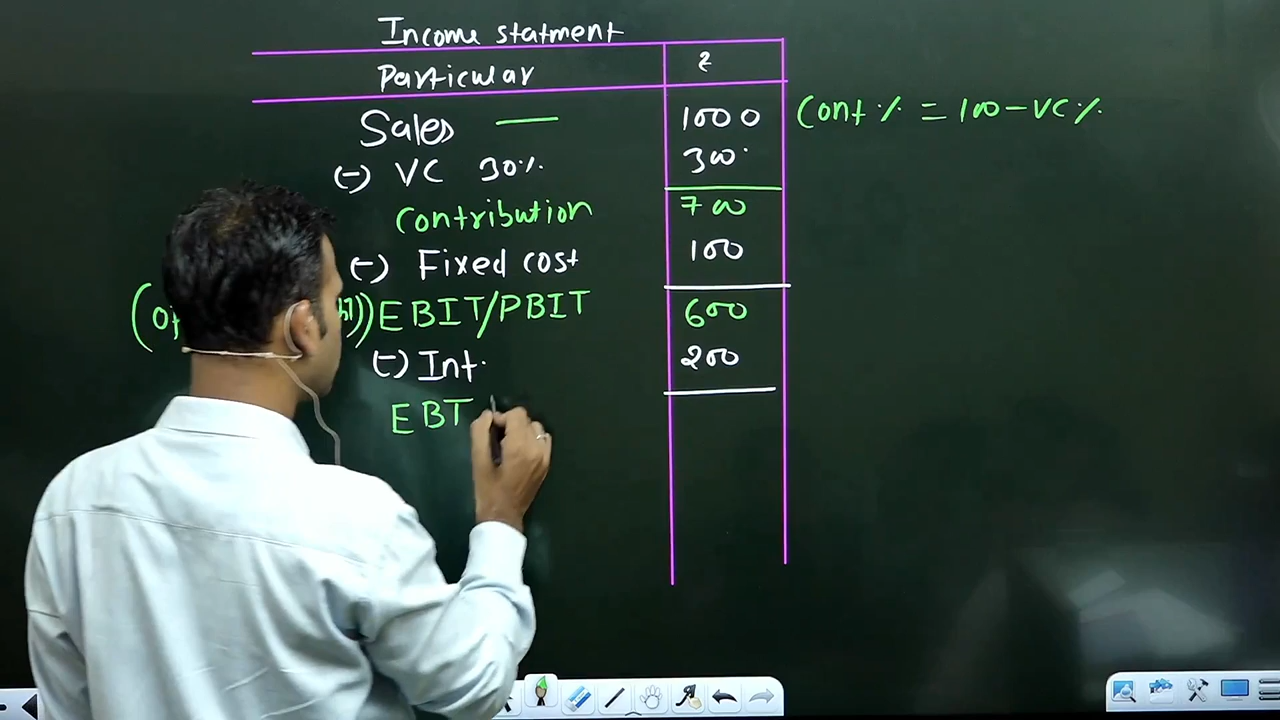 Income statment
Particular ₹
Sales — 1000 Cont % = 100 - VC%
(-) VC 30% 300
Contribution 700
(-) Fixed cost 100
EBIT/PBIT 600
(-) Int. 200
EBT